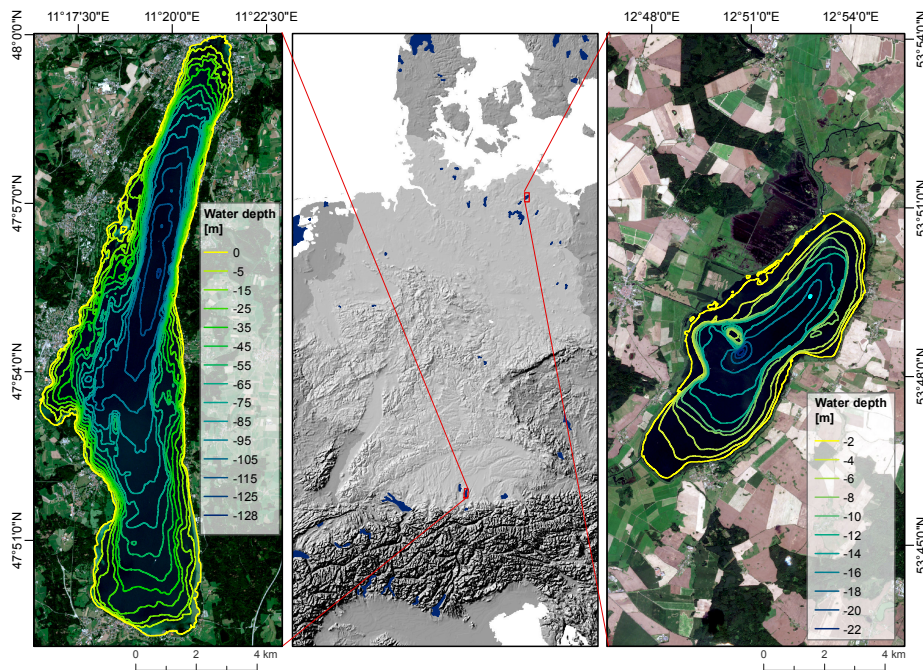 11°17'30"E 11°20'0"E 11°22'30"E
12°48'0"E 12°51'0"E 12°54'0"E
48°0'0"N
47°57'0"N
47°54'0"N
47°51'0"N
Water depth
[m]
0
-5
-15
-25
-35
-45
-55
-65
-75
-85
-95
-105
-115
-125
-128
0 2 4 km
53°54'0"N
53°51'0"N
53°48'0"N
53°45'0"N
Water depth
[m]
-2
-4
-6
-8
-10
-12
-14
-16
-18
-20
-22
0 2 4 km